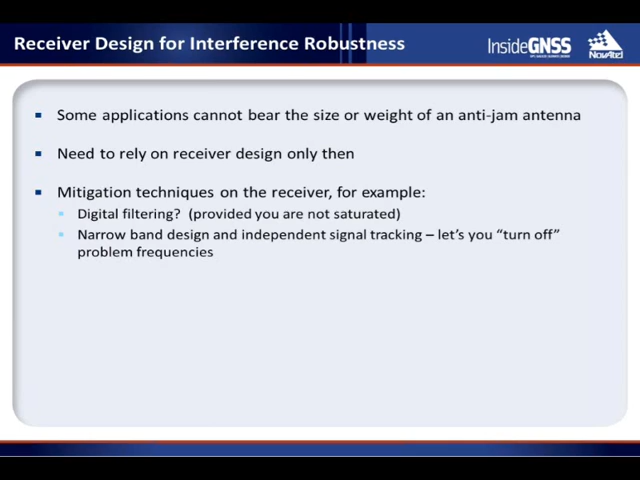 Receiver Design for Interference Robustness
InsideGNSS
NovAtel
Some applications cannot bear the size or weight of an anti-jam antenna
Need to rely on receiver design only then
Mitigation techniques on the receiver, for example:
Digital filtering? (provided you are not saturated)
Narrow band design and independent signal tracking – let's you “turn off”
problem frequencies